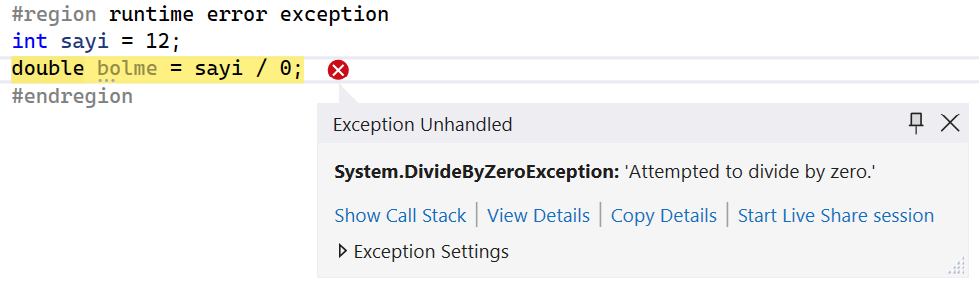 #region runtime error exception
int sayi = 12;
double bolme = sayi / 0;
#endregion
Exception Unhandled
System.DivideByZeroException: 'Attempted to divide by zero.'
Show Call Stack | View Details | Copy Details | Start Live Share session
Exception Settings